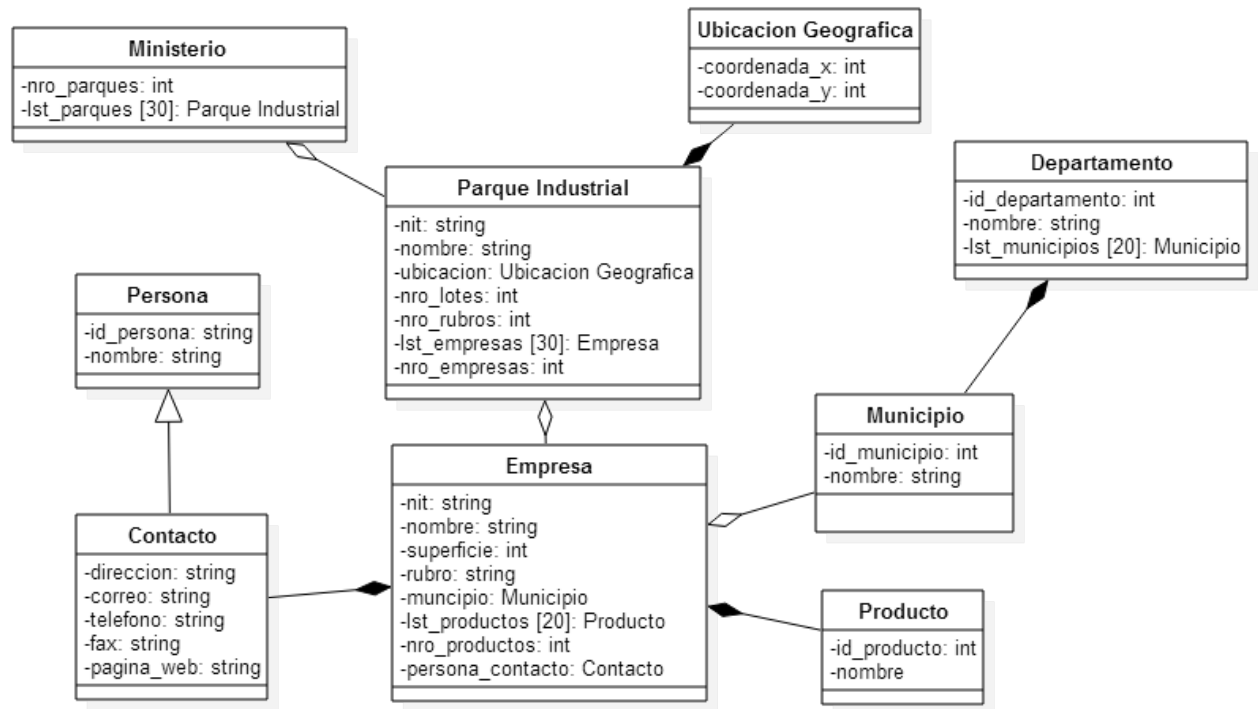 Ministerio
-nro_parques: int
-lst_parques [30]: Parque Industrial
Ubicacion Geografica
-coordenada_x: int
-coordenada_y: int
Parque Industrial
-nit: string
-nombre: string
-ubicacion: Ubicacion Geografica
-nro_lotes: int
-nro_rubros: int
-lst_empresas [30]: Empresa
-nro_empresas: int
Departamento
-id_departamento: int
-nombre: string
-lst_municipios [20]: Municipio
Persona
-id_persona: string
-nombre: string
Municipio
-id_municipio: int
-nombre: string
Empresa
-nit: string
-nombre: string
-superficie: int
-rubro: string
-muncipio: Municipio
-lst_productos [20]: Producto
-nro_productos: int
-persona_contacto: Contacto
Contacto
-direccion: string
-correo: string
-telefono: string
-fax: string
-pagina_web: string
Producto
-id_producto: int
-nombre